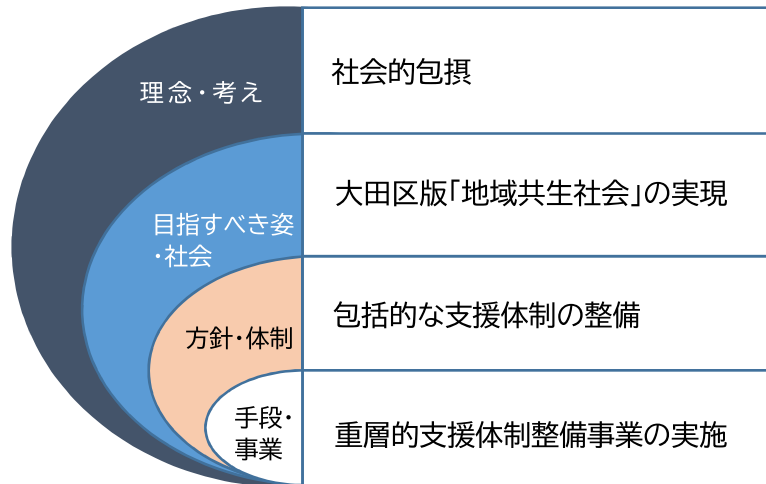 理念・考え
社会的包摂
目指すべき姿
・社会
大田区版「地域共生社会」の実現
方針・体制
包括的な支援体制の整備
手段・
事業
重層的支援体制整備事業の実施